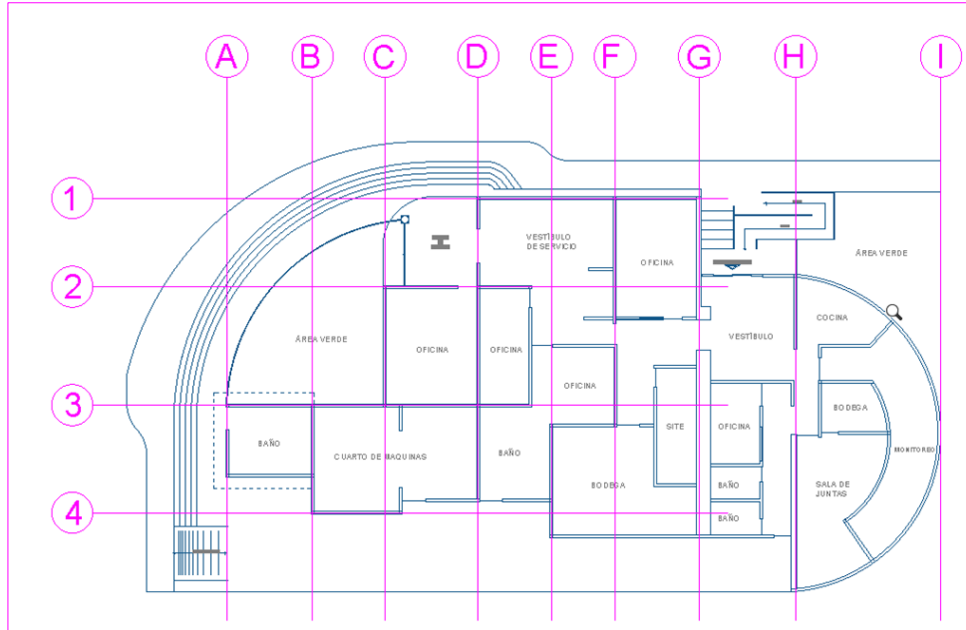 A B C D E F G H I
1
VESTÍBULO
DE SERVICIO
OFICINA
ÁREA VERDE
2
COCINA
VESTÍBULO
ÁREA VERDE
OFICINA
OFICINA
OFICINA
3
BODEGA
OFICINA
SITE
BAÑO
CUARTO DE MAQUINAS
BAÑO
MONITOREO
BODEGA
BAÑO
SALA DE
JUNTAS
4
BAÑO